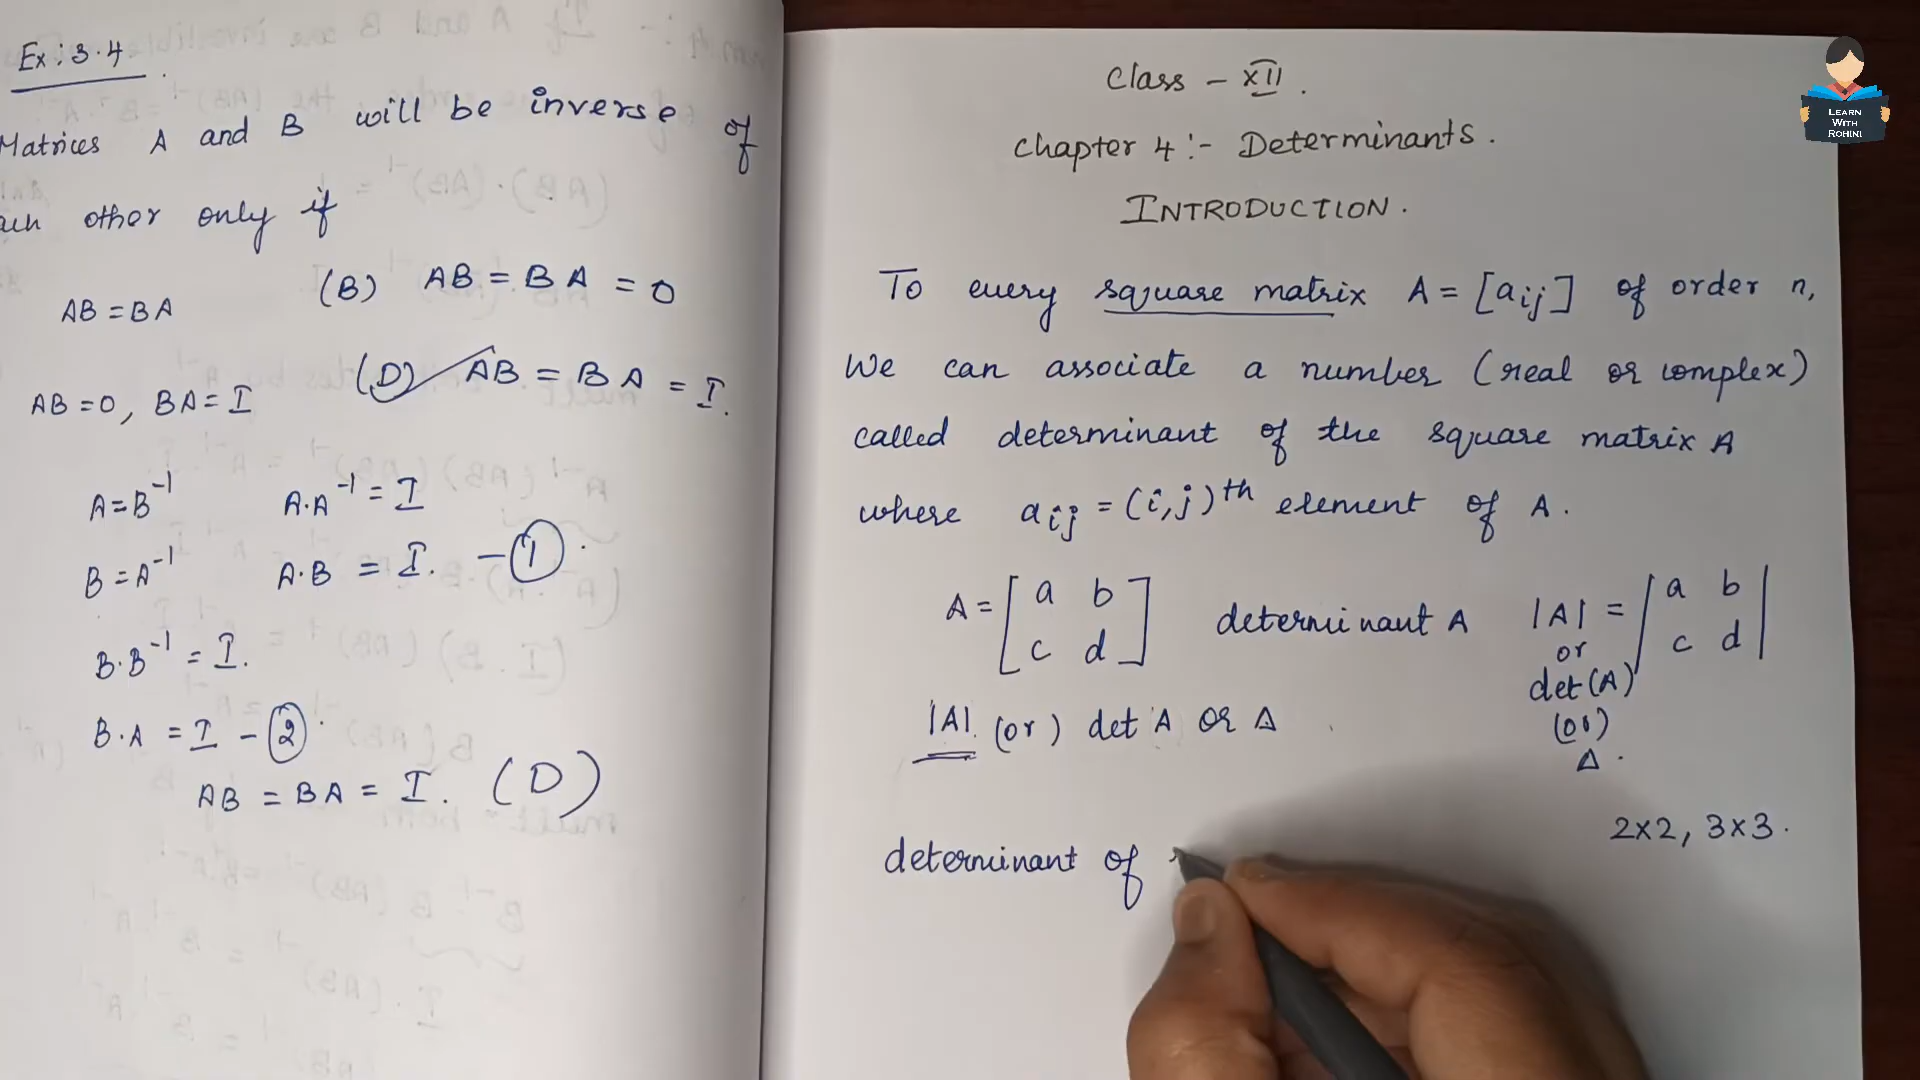 Ex: 3.4
Matrices A and B will be inverse of
other only if
AB = BA (B) AB = BA = 0
AB = 0, BA = I (D) AB = BA = I.
A = B⁻¹ A.A⁻¹ = I
B = A⁻¹ A.B = I. - ①
B.B⁻¹ = I.
B.A = I - ②
AB = BA = I. (D)
Class - XII.
Chapter 4 :- Determinants.
INTRODUCTION.
To every square matrix A = [aij] of order n,
We can associate a number (real or complex)
called determinant of the square matrix A
where aij = (i,j)th element of A.
A = [a b
c d] determinant A |A| = |a b
c d|
or
det (A)
(or)
Δ.
|A| (or) det A or Δ
2x2, 3x3.
determinant of
LEARN
WITH
ROHINI